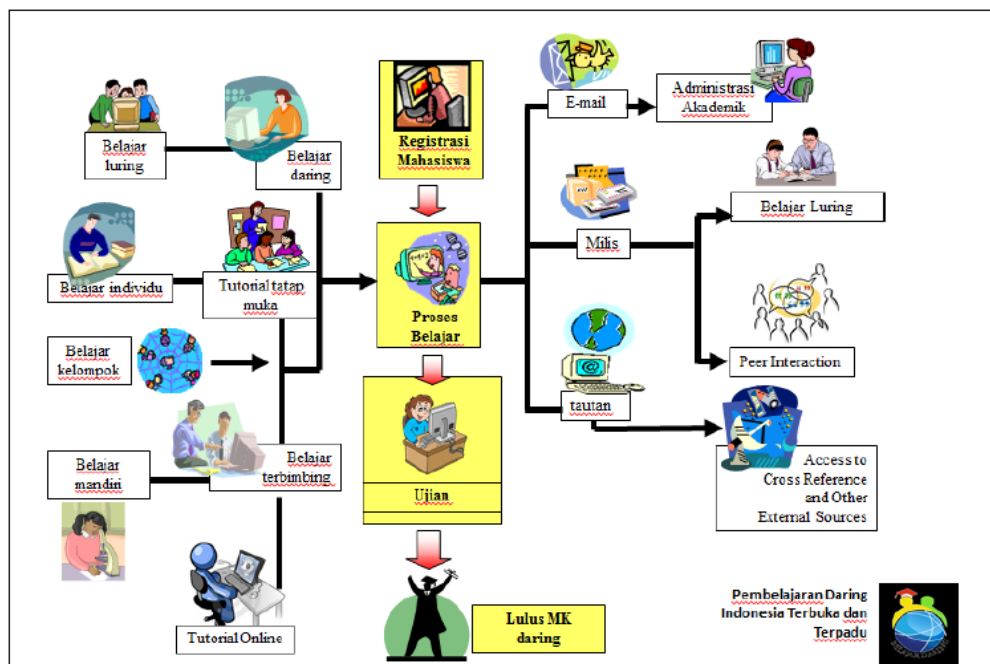 Registrasi
Mahasiswa
E-mail
Administrasi
Akademik
Belajar
luring
Belajar
daring
Milis
Belajar Luring
Belajar individu
Tutorial tatap
muka
Proses
Belajar
Peer Interaction
Belajar
kelompok
tautan
Belajar
mandiri
Belajar
terbimbing
Ujian
Access to
Cross Reference
and Other
External Sources
Tutorial Online
Lulus MK
daring
Pembelajaran Daring
Indonesia Terbuka dan
Terpadu